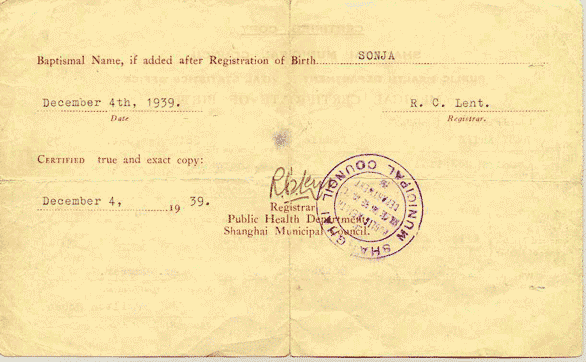 Baptismal Name, if added after Registration of Birth SONJA
December 4th, 1939. R. C. Lent.
Date Registrar.
CERTIFIED true and exact copy:
December 4, 19 39.
Registrar
Public Health Department
Shanghai Municipal Council.
SHANGHAI MUNICIPAL COUNCIL